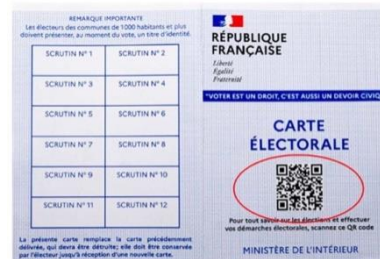 REMARQUE IMPORTANTE
Les électeurs des communes de 1000 habitants et plus
doivent présenter, au moment du vote, un titre d'identité.
SCRUTIN N° 1 SCRUTIN N° 2
SCRUTIN N° 3 SCRUTIN N° 4
SCRUTIN N° 5 SCRUTIN N° 6
SCRUTIN N° 7 SCRUTIN N° 8
SCRUTIN N° 9 SCRUTIN N° 10
SCRUTIN N° 11 SCRUTIN N° 12
La présente carte remplace la carte précédemment
délivrée, qui devra être détruite; elle doit être conservée
par l'électeur jusqu'à réception d'une nouvelle carte.
RÉPUBLIQUE
FRANÇAISE
Liberté
Égalité
Fraternité
"VOTER EST UN DROIT, C'EST AUSSI UN DEVOIR CIVIQ
CARTE
ÉLECTORALE
Pour tout savoir sur les élections et effectuer
vos démarches électorales, scannez ce QR code
MINISTÈRE DE L'INTÉRIEUR